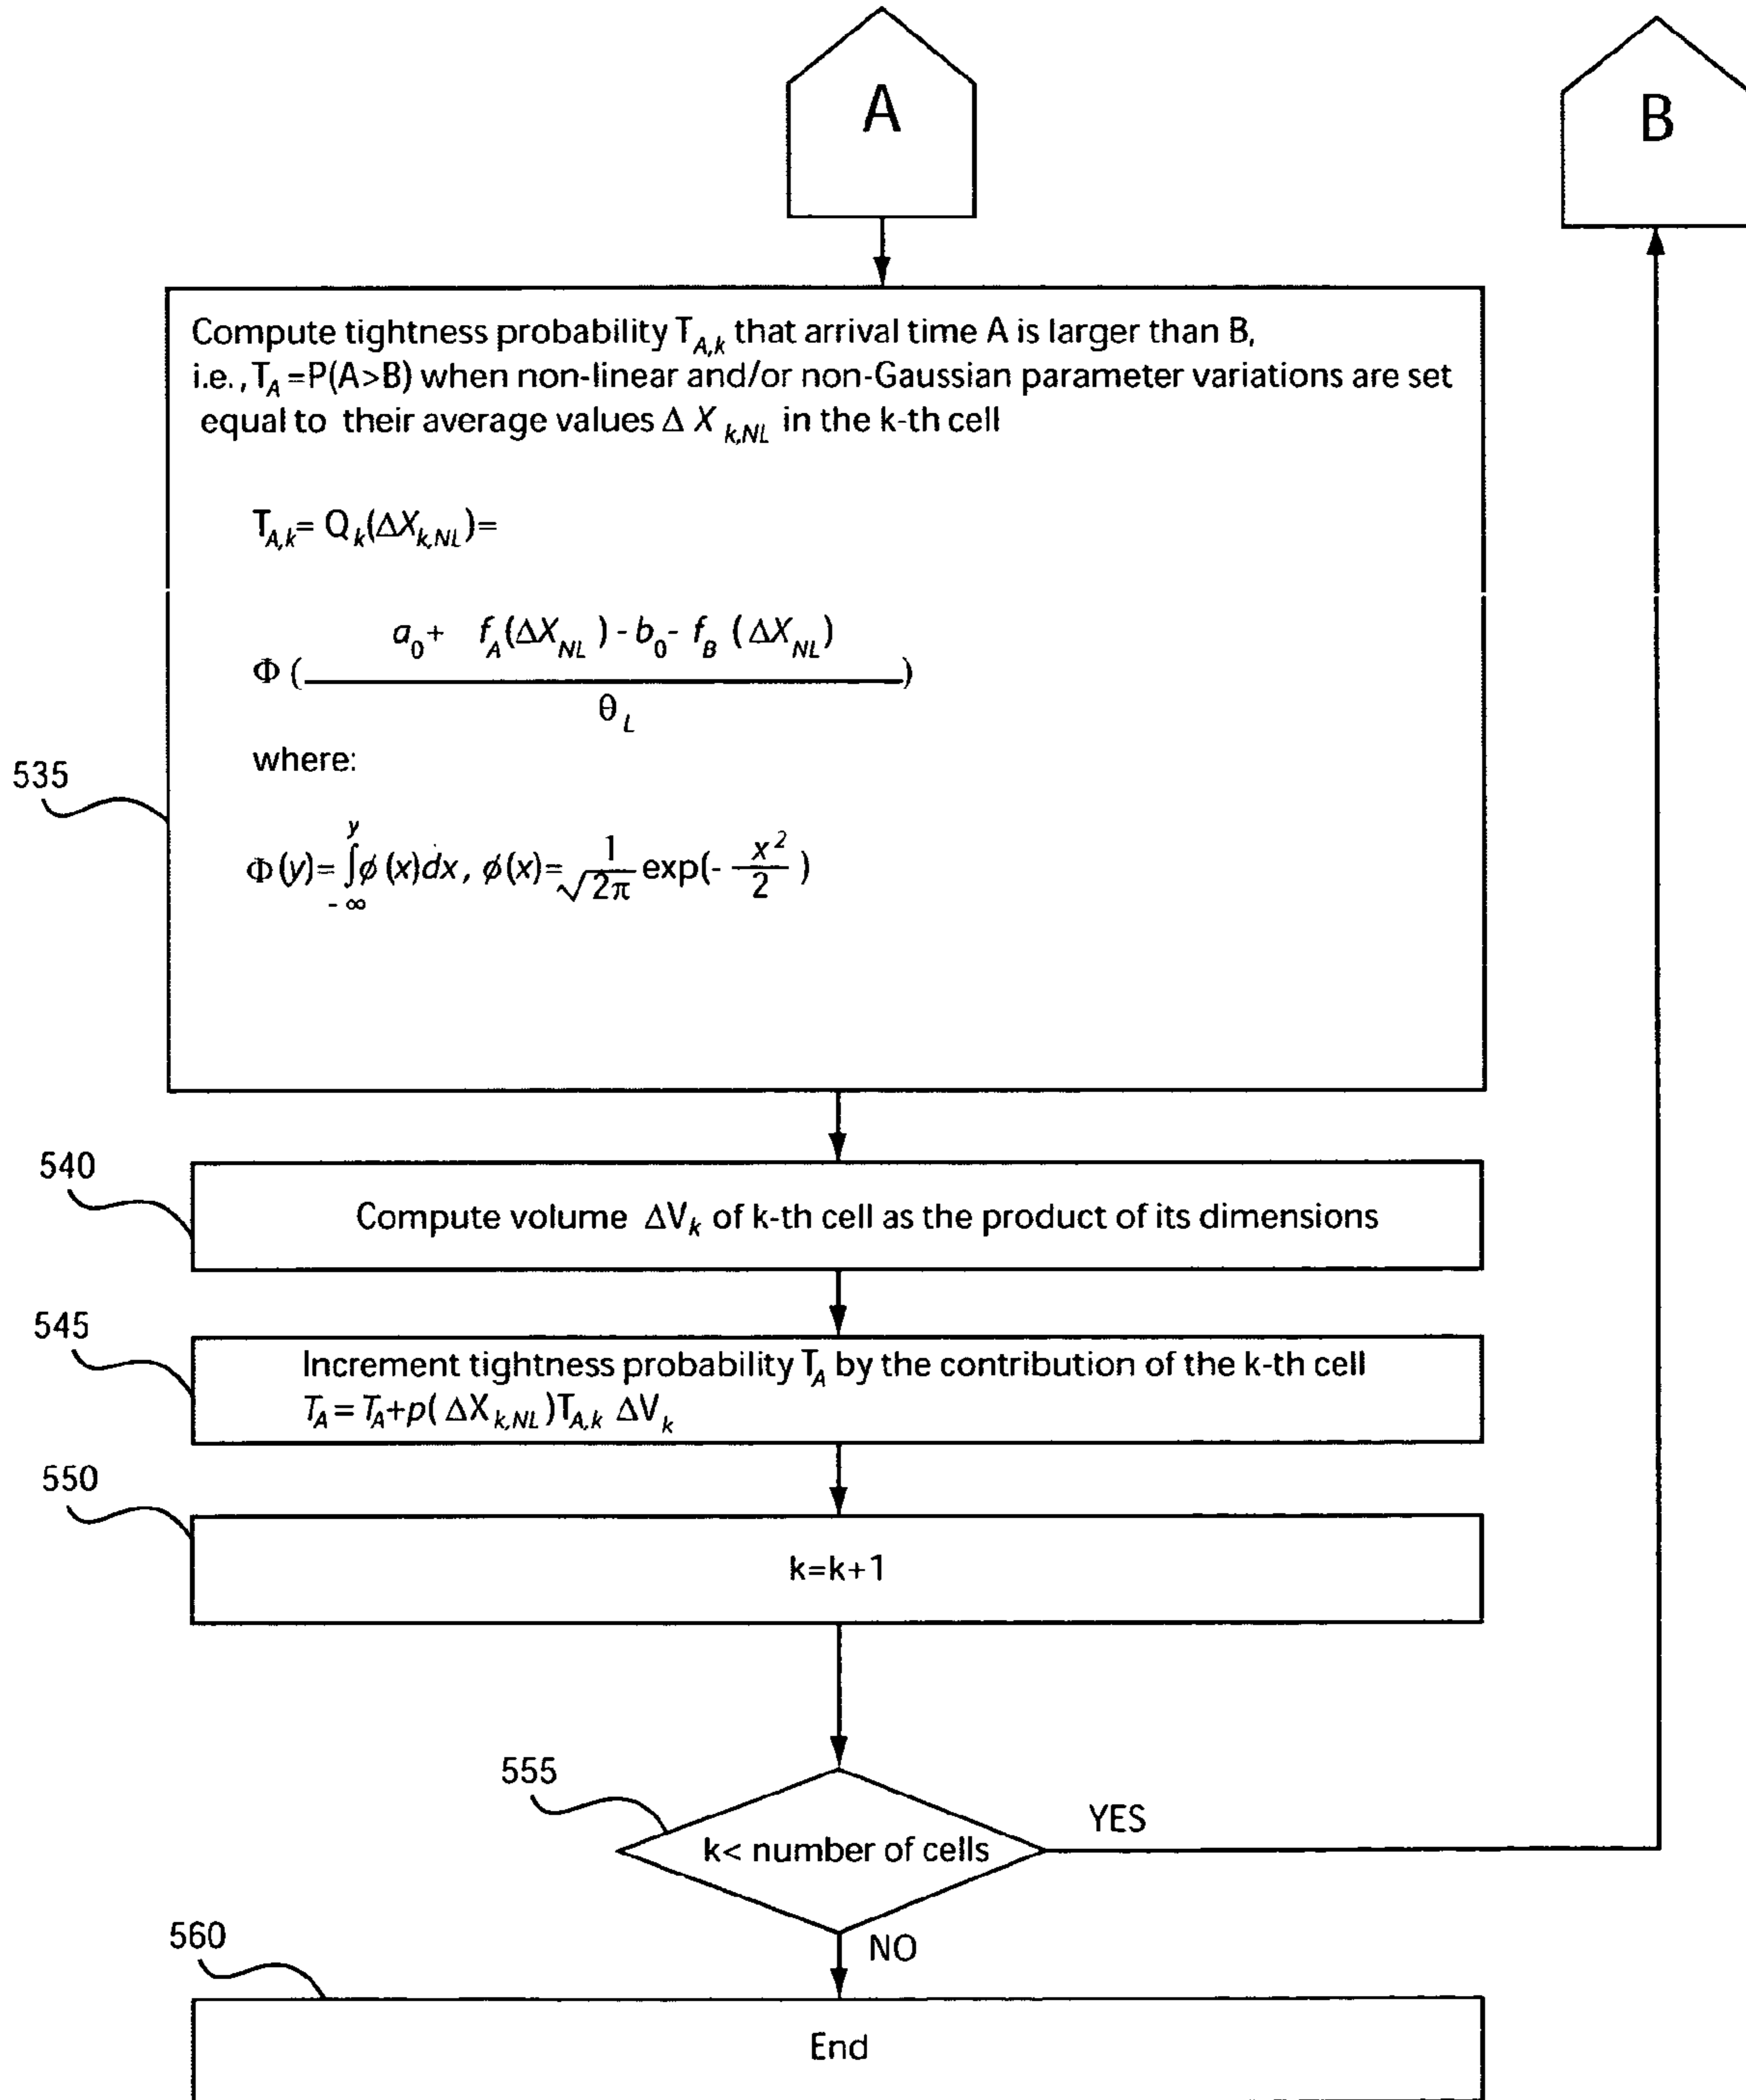 A
B
Compute tightness probability T_{A,k} that arrival time A is larger than B,
i.e., T_A =P(A>B) when non-linear and/or non-Gaussian parameter variations are set
equal to their average values Δ X_{k,NL} in the k-th cell
T_{A,k}= Q_k(ΔX_{k,NL})=
a_0+ f_A(ΔX_{NL}) - b_0- f_B (ΔX_{NL})
Φ ( )
θ_L
where:
535
y
Φ(y)= ∫ϕ (x)dx, ϕ(x)= √ 1/2π exp(- x^2/2 )
- ∞
540
Compute volume ΔV_k of k-th cell as the product of its dimensions
545
Increment tightness probability T_A by the contribution of the k-th cell
T_A = T_A+p( ΔX_{k,NL})T_{A,k} ΔV_k
550
k=k+1
555
k< number of cells
YES
NO
560
End